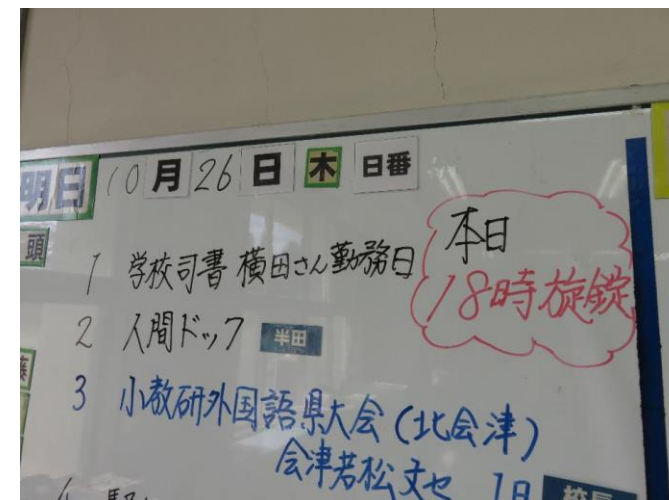 明日 10月26日 木 日番
頭
1 学校司書 横田さん勤務日
本日
18時施錠
2 人間ドック 半田
3 小教研外国語県大会(北会津)
会津若松文セ 1日